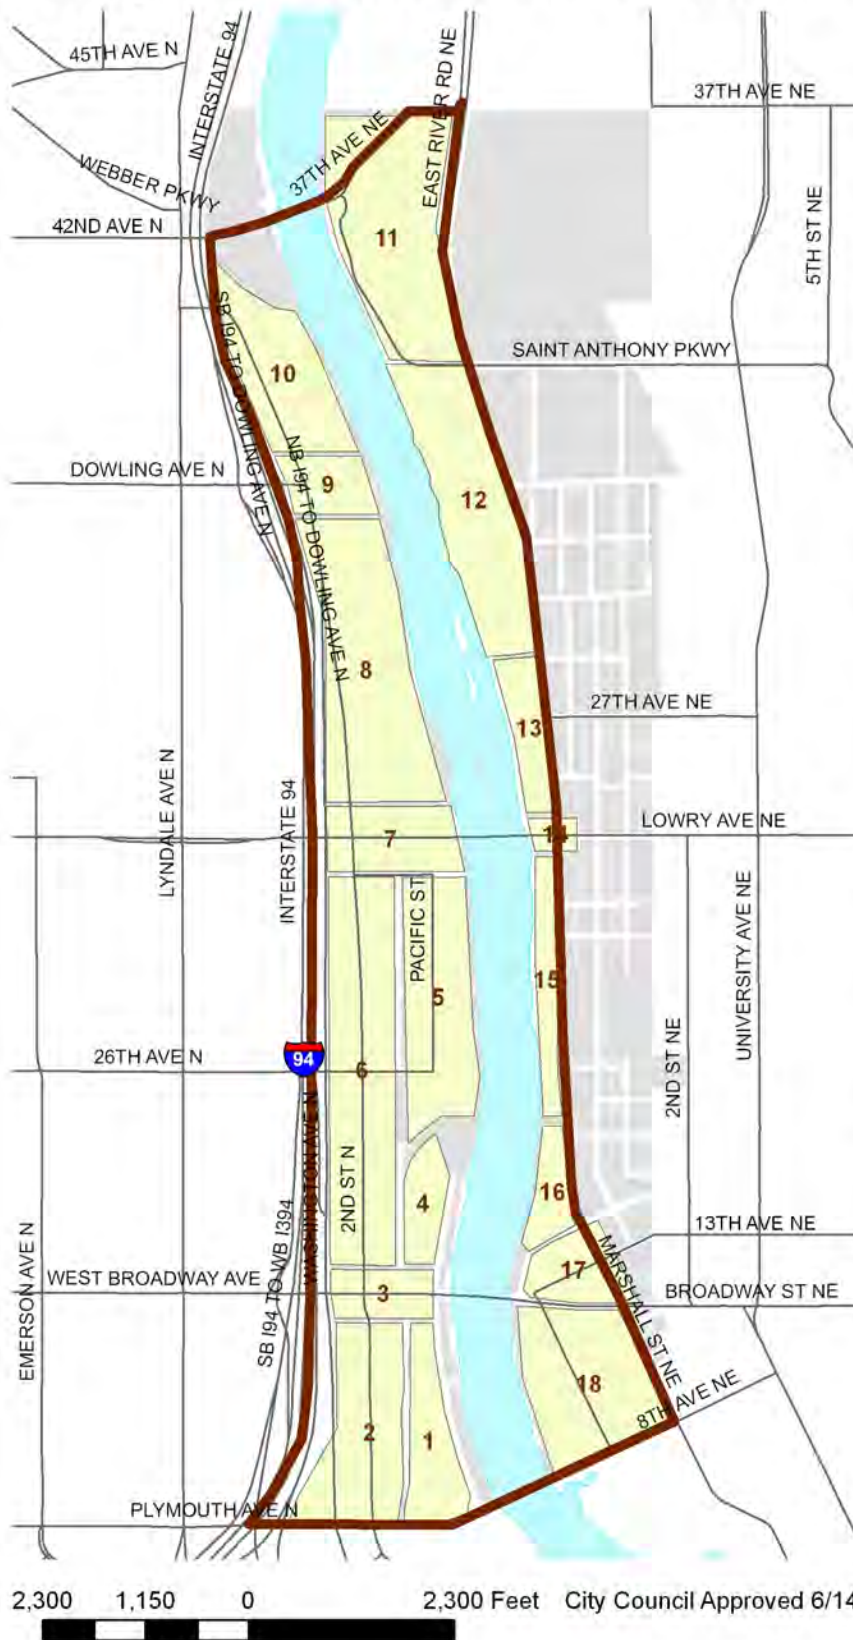 45TH AVE N
INTERSTATE 94
EAST RIVER RD NE
37TH AVE NE
37TH AVE NE
WEBBER PKWY
42ND AVE N
11
5TH ST NE
SB I94 TO DOWLING AVE N
SAINT ANTHONY PKWY
10
DOWLING AVE N
9
NB I94 TO DOWLING AVE N
12
8
13
27TH AVE NE
LYNDALE AVE N
INTERSTATE 94
7
14
LOWRY AVE NE
PACIFIC ST
UNIVERSITY AVE NE
5
15
26TH AVE N
94
6
2ND ST NE
WASHINGTON AVE N
2ND ST N
4
16
13TH AVE NE
EMERSON AVE N
SB I94 TO WB I394
WEST BROADWAY AVE
3
17
MARSHALL ST NE
BROADWAY ST NE
18
8TH AVE NE
2
1
PLYMOUTH AVE N
2,300 1,150 0 2,300 Feet City Council Approved 6/14